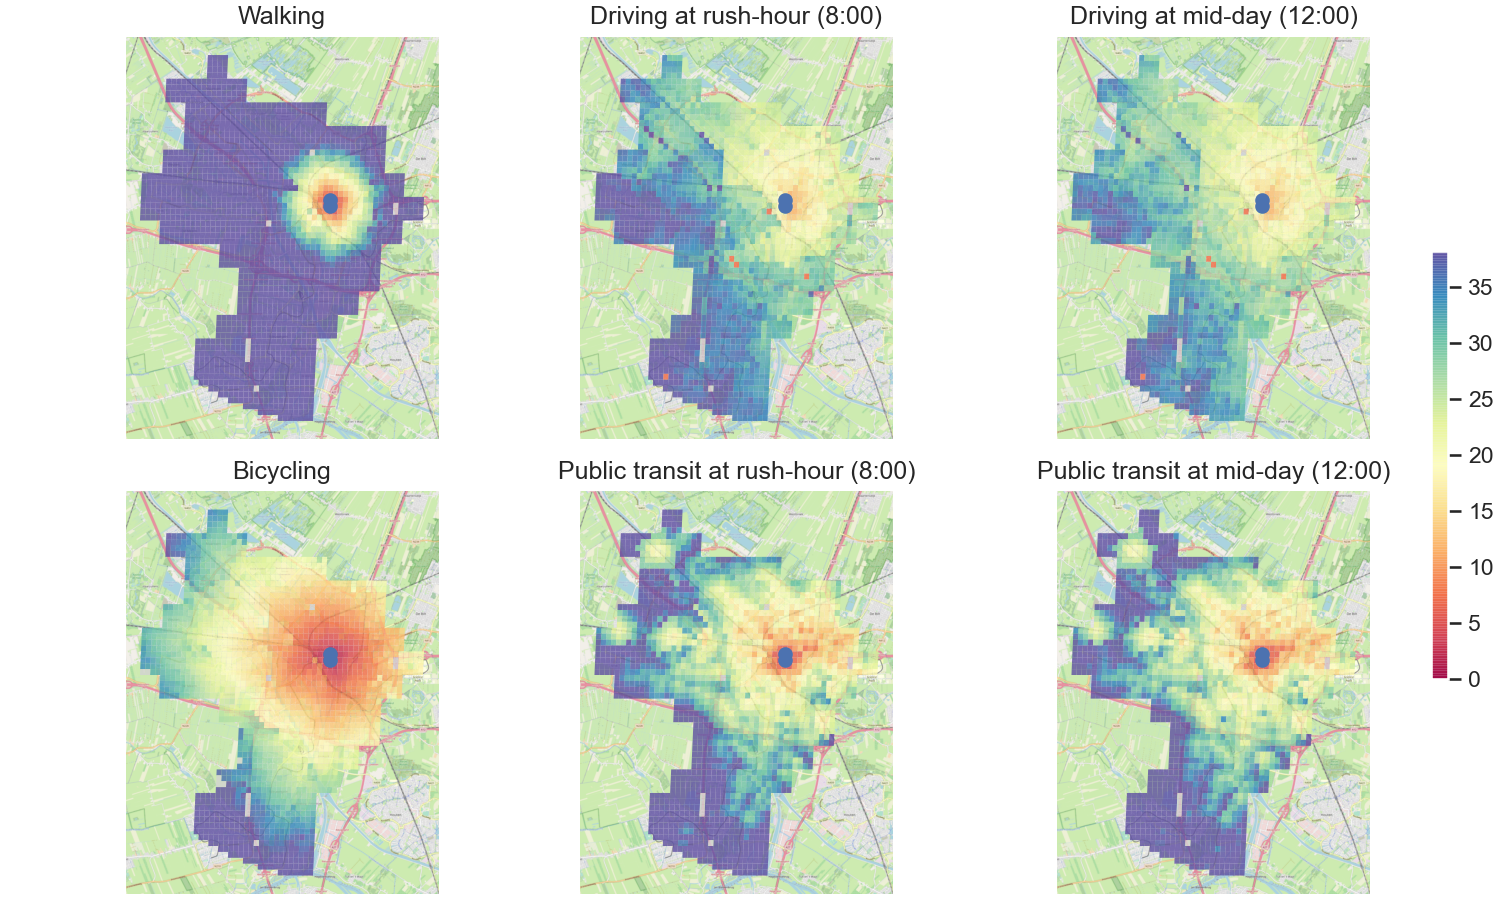 Walking
Driving at rush-hour (8:00)
Driving at mid-day (12:00)
Bicycling
Public transit at rush-hour (8:00)
Public transit at mid-day (12:00)
35
30
25
20
15
10
5
0